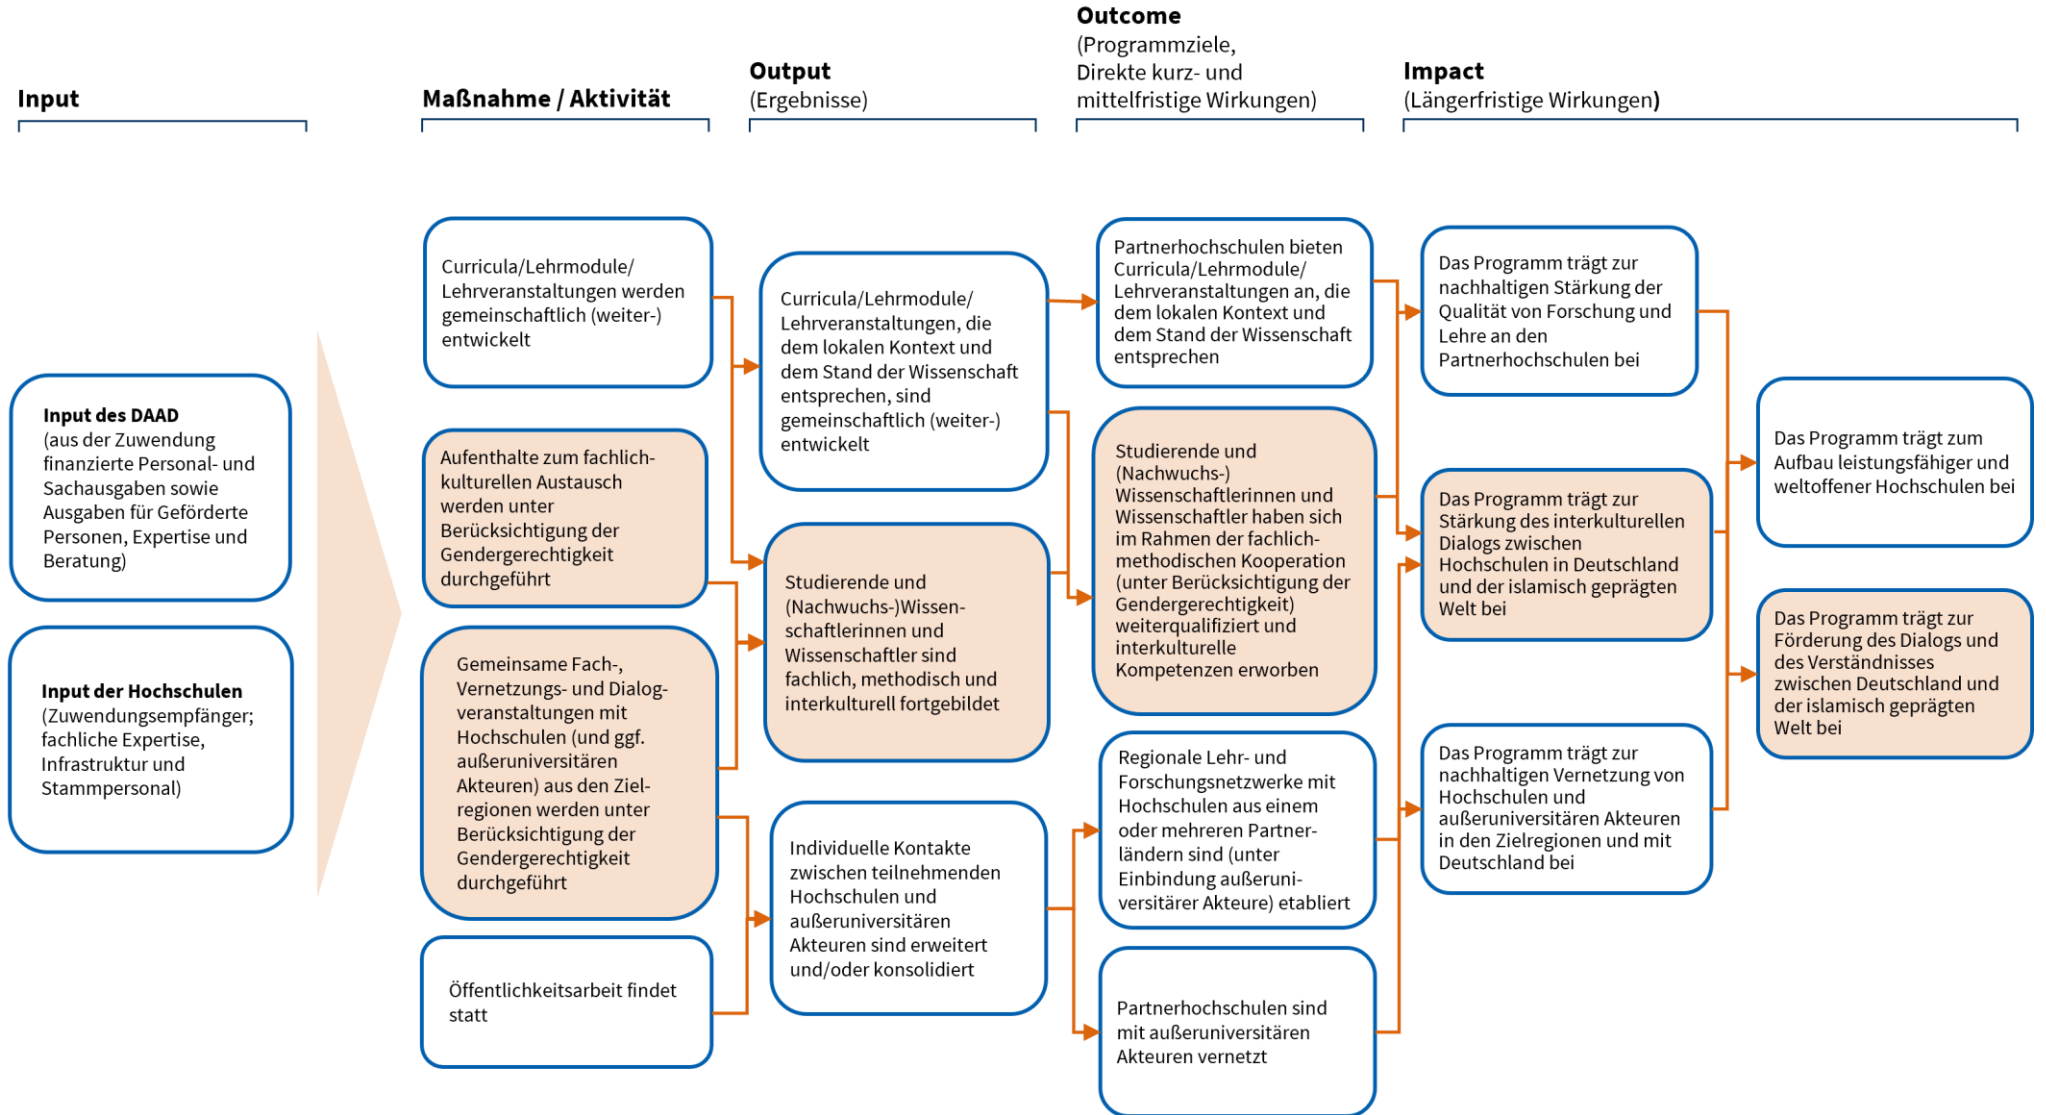 Input
Maßnahme / Aktivität
Output
(Ergebnisse)
Outcome
(Programmziele,
Direkte kurz- und
mittelfristige Wirkungen)
Impact
(Längerfristige Wirkungen)
Input des DAAD
(aus der Zuwendung
finanzierte Personal- und
Sachausgaben sowie
Ausgaben für Geförderte
Personen, Expertise und
Beratung)
Input der Hochschulen
(Zuwendungsempfänger;
fachliche Expertise,
Infrastruktur und
Stammpersonal)
Curricula/Lehrmodule/
Lehrveranstaltungen werden
gemeinschaftlich (weiter-)
entwickelt
Aufenthalte zum fachlich-
kulturellen Austausch
werden unter
Berücksichtigung der
Gendergerechtigkeit
durchgeführt
Gemeinsame Fach-,
Vernetzungs- und Dialog-
veranstaltungen mit
Hochschulen (und ggf.
außeruniversitären
Akteuren) aus den Ziel-
regionen werden unter
Berücksichtigung der
Gendergerechtigkeit
durchgeführt
Öffentlichkeitsarbeit findet
statt
Curricula/Lehrmodule/
Lehrveranstaltungen, die
dem lokalen Kontext und
dem Stand der Wissenschaft
entsprechen, sind
gemeinschaftlich (weiter-)
entwickelt
Studierende und
(Nachwuchs-)Wissen-
schaftlerinnen und
Wissenschaftler sind
fachlich, methodisch und
interkulturell fortgebildet
Individuelle Kontakte
zwischen teilnehmenden
Hochschulen und
außeruniversitären
Akteuren sind erweitert
und/oder konsolidiert
Partnerhochschulen bieten
Curricula/Lehrmodule/
Lehrveranstaltungen an, die
dem lokalen Kontext und
dem Stand der Wissenschaft
entsprechen
Studierende und
(Nachwuchs-)
Wissenschaftlerinnen und
Wissenschaftler haben sich
im Rahmen der fachlich-
methodischen Kooperation
(unter Berücksichtigung der
Gendergerechtigkeit)
weiterqualifiziert und
interkulturelle
Kompetenzen erworben
Regionale Lehr- und
Forschungsnetzwerke mit
Hochschulen aus einem
oder mehreren Partner-
ländern sind (unter
Einbindung außeruni-
versitärer Akteure) etabliert
Partnerhochschulen sind
mit außeruniversitären
Akteuren vernetzt
Das Programm trägt zur
nachhaltigen Stärkung der
Qualität von Forschung und
Lehre an den
Partnerhochschulen bei
Das Programm trägt zur
Stärkung des interkulturellen
Dialogs zwischen
Hochschulen in Deutschland
und der islamisch geprägten
Welt bei
Das Programm trägt zur
nachhaltigen Vernetzung von
Hochschulen und
außeruniversitären Akteuren
in den Zielregionen und mit
Deutschland bei
Das Programm trägt zum
Aufbau leistungsfähiger und
weltoffener Hochschulen bei
Das Programm trägt zur
Förderung des Dialogs und
des Verständnisses
zwischen Deutschland und
der islamisch geprägten
Welt bei